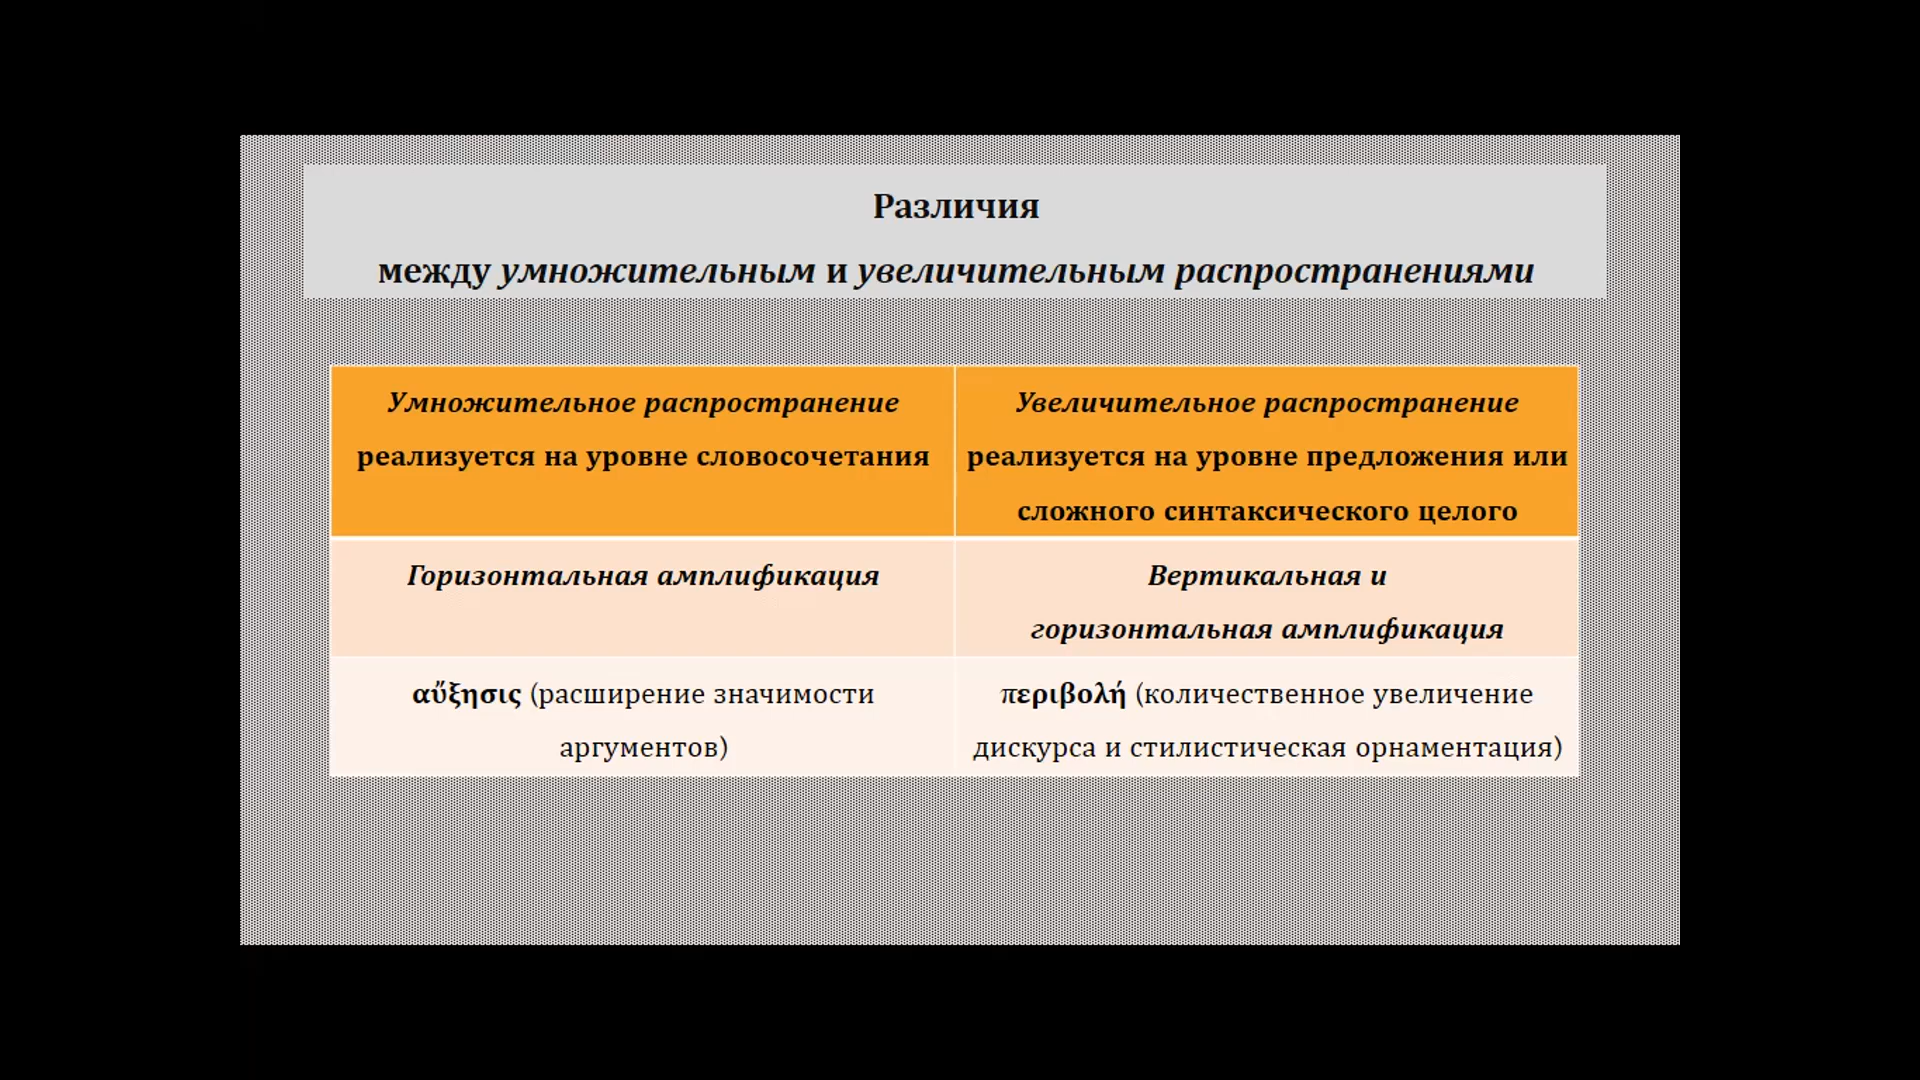 Различия
между умножительным и увеличительным распространениями
Умножительное распространение
реализуется на уровне словосочетания
Увеличительное распространение
реализуется на уровне предложения или
сложного синтаксического целого
Горизонтальная амплификация
Вертикальная и
горизонтальная амплификация
αὔξησις (расширение значимости
аргументов)
περιβολή (количественное увеличение
дискурса и стилистическая орнаментация)